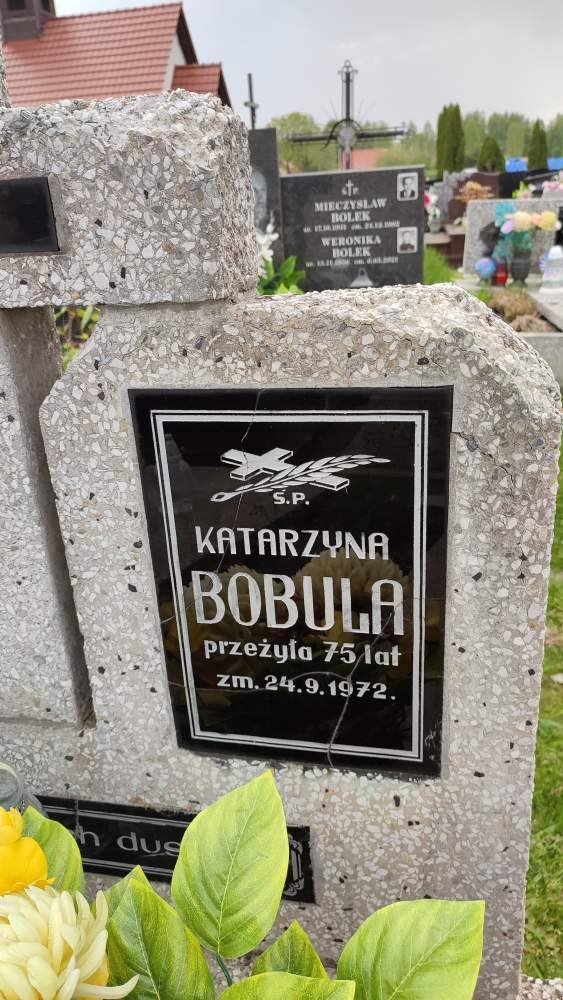 MIECZYSŁAW
BOLEK
WERONIKA
BOLEK
Ś.P.
KATARZYNA
BOBULA
przeżyła 75 lat
zm. 24.9.1972.